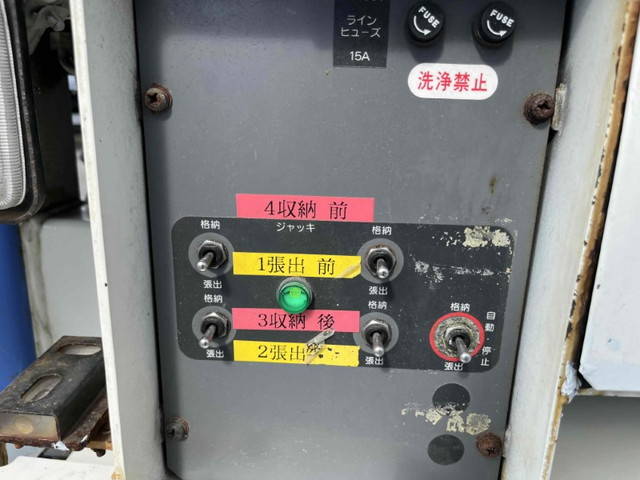 FUSE
FUSE
ライン
ヒューズ
15A
洗浄禁止
4収納 前
格納
ジャッキ
格納
1張出 前
張出
張出
格納
格納
3収納 後
格納
自動・停止
張出
2張出
張出
張出